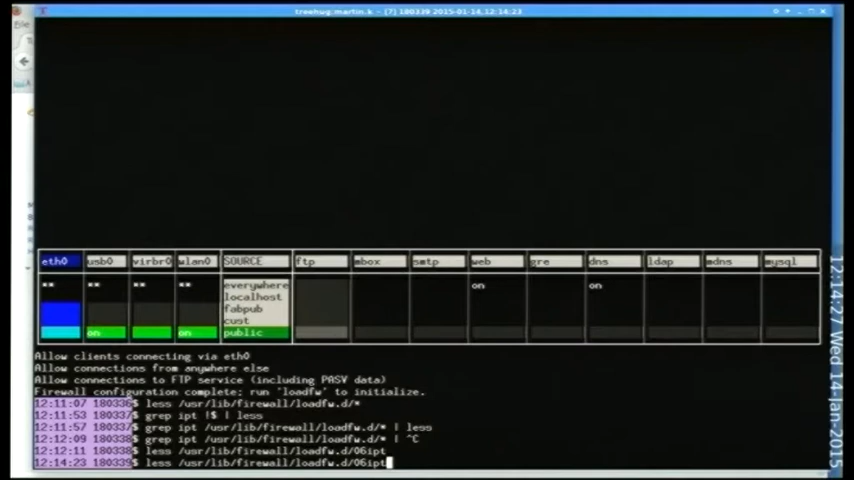 treehug:martin.k - [7] 180339 2015-01-14,12:14:23
File
eth0 usb0 virbr0 wlan0 SOURCE ftp mbox smtp web gre dns ldap mdns mysql
** ** ** ** everywhere on on
localhost
fabpub
cust
on on public
Allow clients connecting via eth0
Allow connections from anywhere else
Allow connections to FTP service (including PASV data)
Firewall configuration complete; run 'loadfw' to initialize.
12:11:07 180336$ less /usr/lib/firewall/loadfw.d/*
12:11:53 180337$ grep ipt !$ | less
12:11:57 180337$ grep ipt /usr/lib/firewall/loadfw.d/* | less
12:12:09 180338$ grep ipt /usr/lib/firewall/loadfw.d/* | ^C
12:12:11 180338$ less /usr/lib/firewall/loadfw.d/06ipt
12:14:23 180339$ less /usr/lib/firewall/loadfw.d/06ipt
12:14:27 Wed 14-Jan-2015